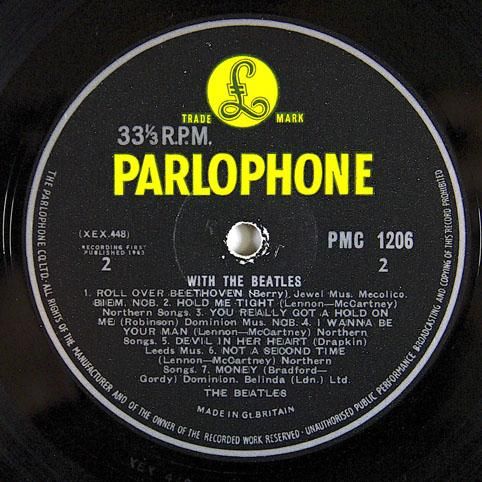 £
TRADE MARK
33⅓ R.P.M.
PARLOPHONE
(XEX.448)
PMC 1206
RECORDING FIRST
PUBLISHED 1963
2
2
WITH THE BEATLES
1. ROLL OVER BEETHOVEN (Berry). Jewel Mus. Mecolico.
BIEM. NCB. 2. HOLD ME TIGHT (Lennon—McCartney)
Northern Songs. 3. YOU REALLY GOT A HOLD ON
ME (Robinson) Dominion Mus. NCB. 4. I WANNA BE
YOUR MAN (Lennon—McCartney) Northern
Songs. 5. DEVIL IN HER HEART (Drapkin)
Leeds Mus. 6. NOT A SECOND TIME
(Lennon—McCartney) Northern
Songs. 7. MONEY (Bradford—
Gordy) Dominion. Belinda (Ldn.) Ltd.
THE BEATLES
MADE IN Gt. BRITAIN
THE PARLOPHONE CO. LTD. ALL RIGHTS OF THE MANUFACTURER AND OF THE OWNER OF THE RECORDED WORK RESERVED · UNAUTHORISED PUBLIC PERFORMANCE BROADCASTING AND COPYING OF THIS RECORD PROHIBITED